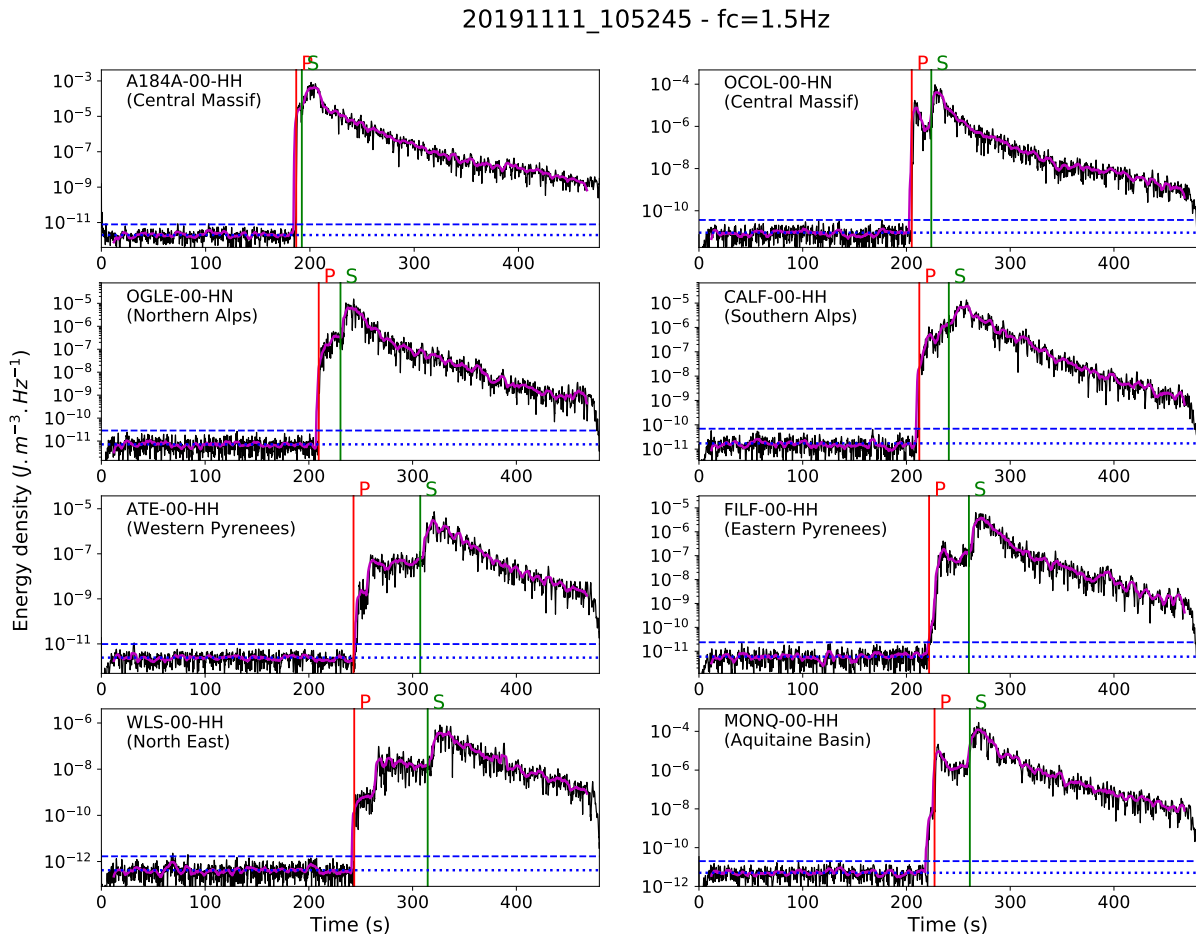 20191111_105245 - fc=1.5Hz
Energy density (J. m⁻³. Hz⁻¹)
P S
A184A-00-HH
(Central Massif)
10⁻³
10⁻⁵
10⁻⁷
10⁻⁹
10⁻¹¹
0 100 200 300 400
P S
OCOL-00-HN
(Central Massif)
10⁻⁴
10⁻⁶
10⁻⁸
10⁻¹⁰
0 100 200 300 400
P S
OGLE-00-HN
(Northern Alps)
10⁻⁵
10⁻⁶
10⁻⁷
10⁻⁸
10⁻⁹
10⁻¹⁰
10⁻¹¹
0 100 200 300 400
P S
CALF-00-HH
(Southern Alps)
10⁻⁵
10⁻⁶
10⁻⁷
10⁻⁸
10⁻⁹
10⁻¹⁰
10⁻¹¹
0 100 200 300 400
P S
ATE-00-HH
(Western Pyrenees)
10⁻⁵
10⁻⁷
10⁻⁹
10⁻¹¹
0 100 200 300 400
P S
FILF-00-HH
(Eastern Pyrenees)
10⁻⁵
10⁻⁶
10⁻⁷
10⁻⁸
10⁻⁹
10⁻¹⁰
10⁻¹¹
0 100 200 300 400
P S
WLS-00-HH
(North East)
10⁻⁶
10⁻⁸
10⁻¹⁰
10⁻¹²
0 100 200 300 400
Time (s)
P S
MONQ-00-HH
(Aquitaine Basin)
10⁻⁴
10⁻⁶
10⁻⁸
10⁻¹⁰
10⁻¹²
0 100 200 300 400
Time (s)